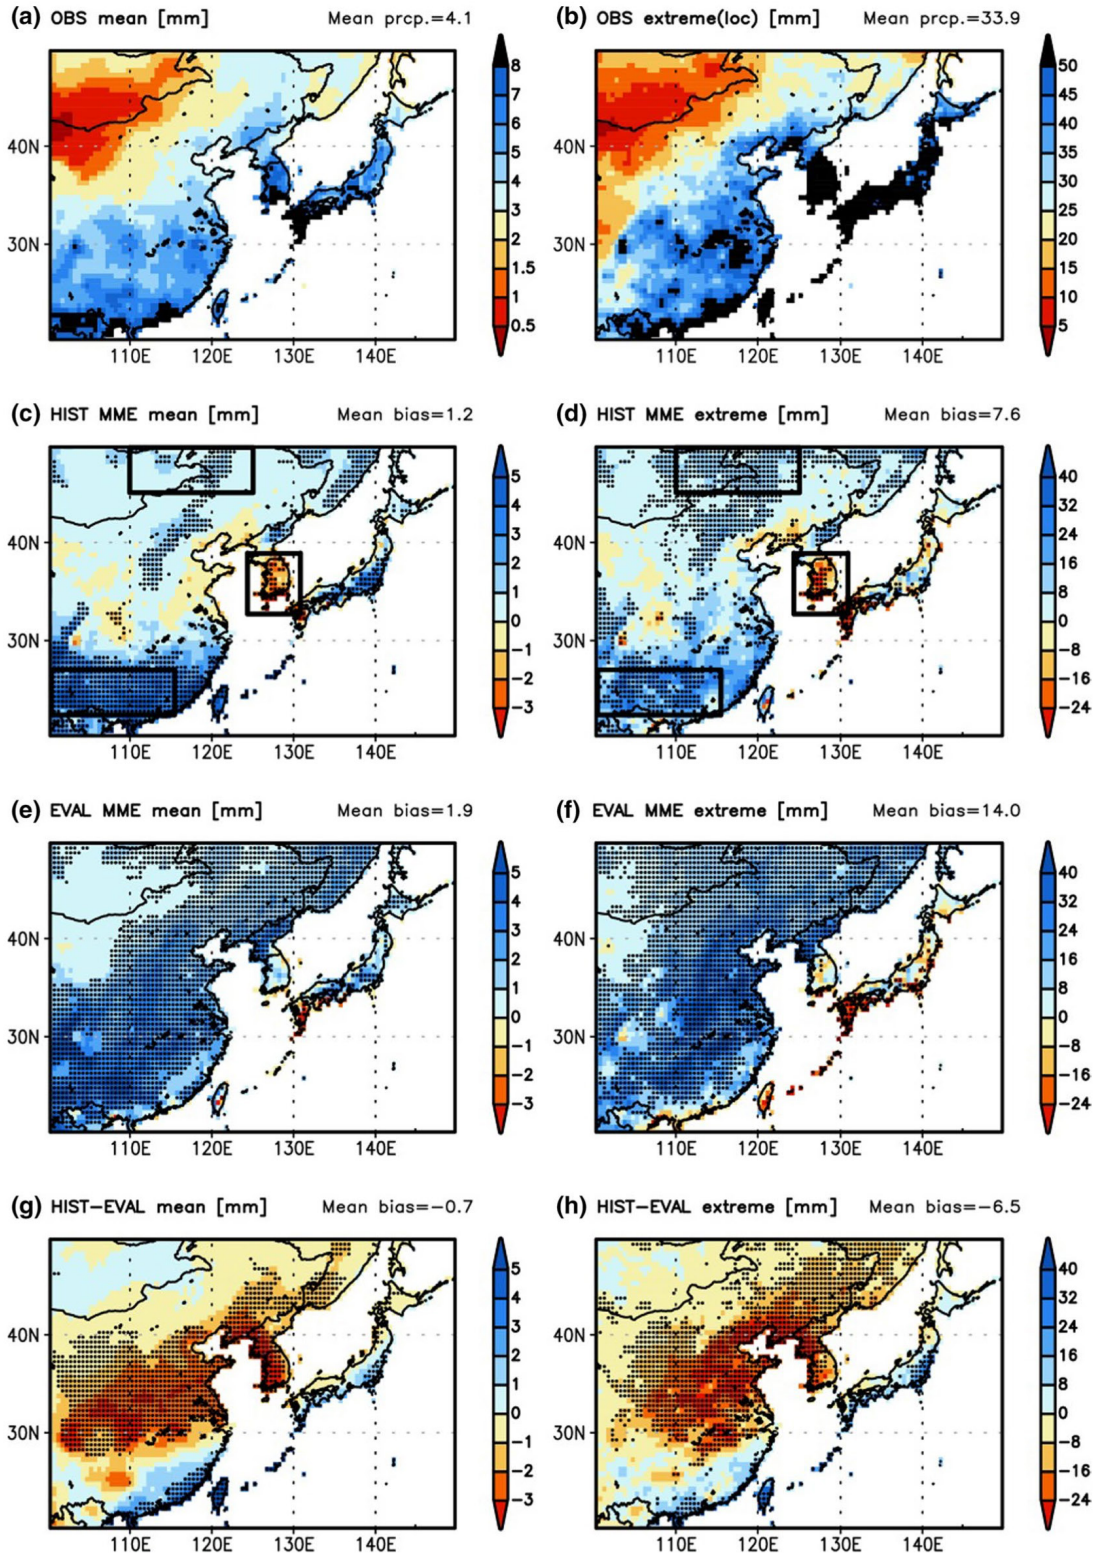 (a) OBS mean [mm] Mean prcp.=4.1
(b) OBS extreme(loc) [mm] Mean prcp.=33.9
40N
30N
110E 120E 130E 140E
8
7
6
5
4
3
2
1.5
1
0.5
40N
30N
110E 120E 130E 140E
50
45
40
35
30
25
20
15
10
5
(c) HIST MME mean [mm] Mean bias=1.2
(d) HIST MME extreme [mm] Mean bias=7.6
40N
30N
110E 120E 130E 140E
5
4
3
2
1
0
−1
−2
−3
40N
30N
110E 120E 130E 140E
40
32
24
16
8
0
−8
−16
−24
(e) EVAL MME mean [mm] Mean bias=1.9
(f) EVAL MME extreme [mm] Mean bias=14.0
40N
30N
110E 120E 130E 140E
5
4
3
2
1
0
−1
−2
−3
40N
30N
110E 120E 130E 140E
40
32
24
16
8
0
−8
−16
−24
(g) HIST−EVAL mean [mm] Mean bias=−0.7
(h) HIST−EVAL extreme [mm] Mean bias=−6.5
40N
30N
110E 120E 130E 140E
5
4
3
2
1
0
−1
−2
−3
40N
30N
110E 120E 130E 140E
40
32
24
16
8
0
−8
−16
−24